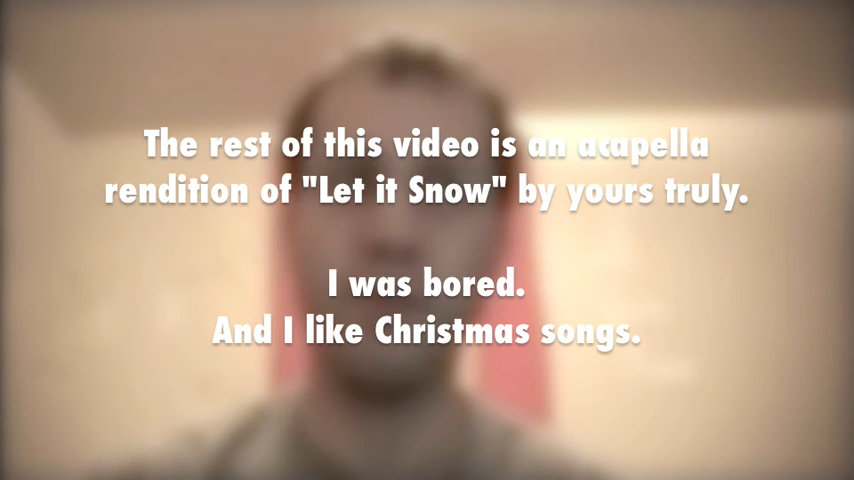 The rest of this video is an acapella
rendition of "Let it Snow" by yours truly.
I was bored.
And I like Christmas songs.